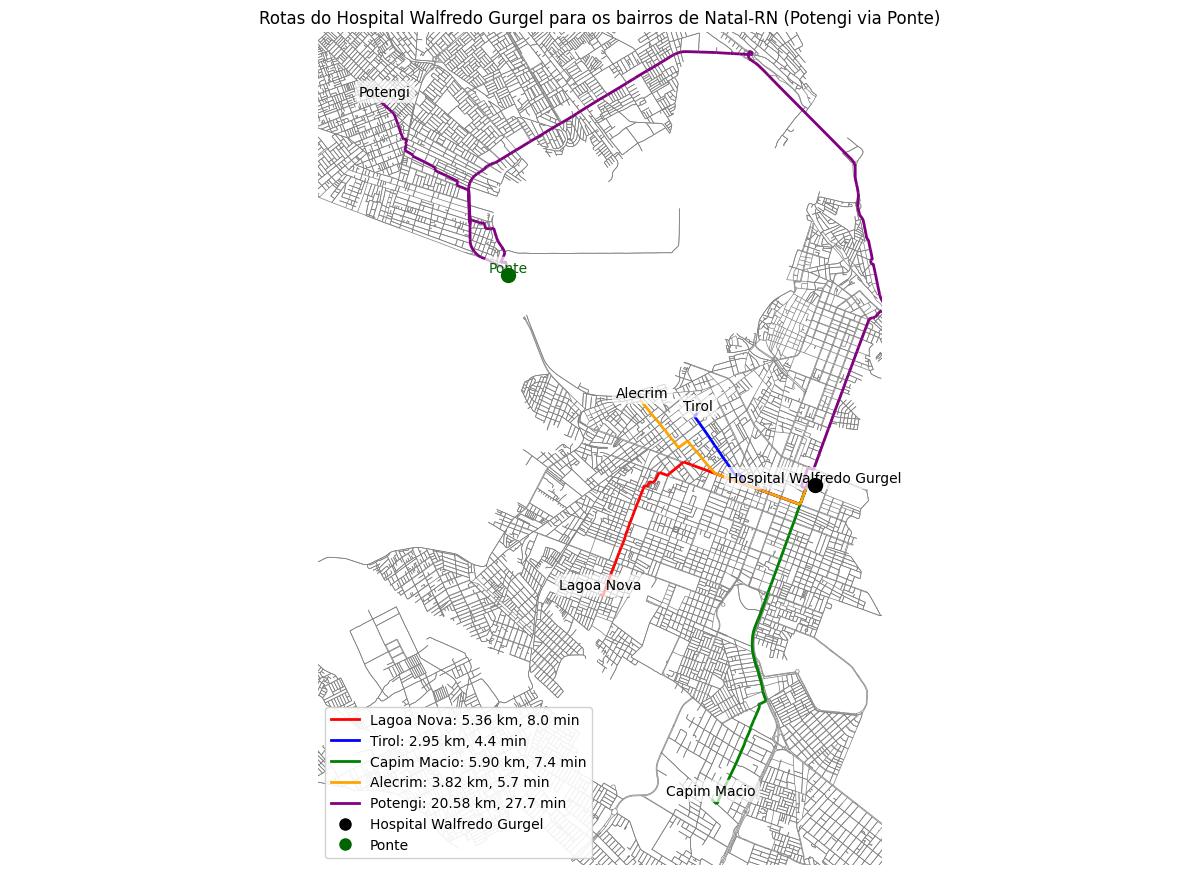 Rotas do Hospital Walfredo Gurgel para os bairros de Natal-RN (Potengi via Ponte)
Potengi
Ponte
Alecrim
Tirol
Hospital Walfredo Gurgel
Lagoa Nova
Capim Macio
Lagoa Nova: 5.36 km, 8.0 min
Tirol: 2.95 km, 4.4 min
Capim Macio: 5.90 km, 7.4 min
Alecrim: 3.82 km, 5.7 min
Potengi: 20.58 km, 27.7 min
Hospital Walfredo Gurgel
Ponte